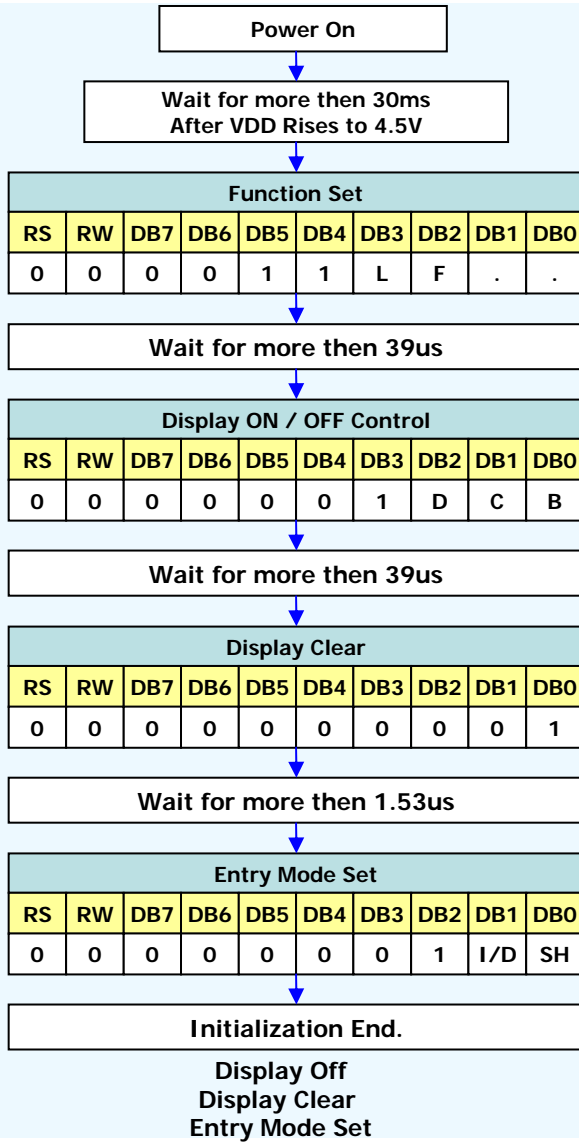 Power On
Wait for more then 30ms
After VDD Rises to 4.5V
Function Set
RS RW DB7 DB6 DB5 DB4 DB3 DB2 DB1 DB0
0 0 0 0 1 1 L F . .
Wait for more then 39us
Display ON / OFF Control
RS RW DB7 DB6 DB5 DB4 DB3 DB2 DB1 DB0
0 0 0 0 0 0 1 D C B
Wait for more then 39us
Display Clear
RS RW DB7 DB6 DB5 DB4 DB3 DB2 DB1 DB0
0 0 0 0 0 0 0 0 0 1
Wait for more then 1.53us
Entry Mode Set
RS RW DB7 DB6 DB5 DB4 DB3 DB2 DB1 DB0
0 0 0 0 0 0 0 1 I/D SH
Initialization End.
Display Off
Display Clear
Entry Mode Set